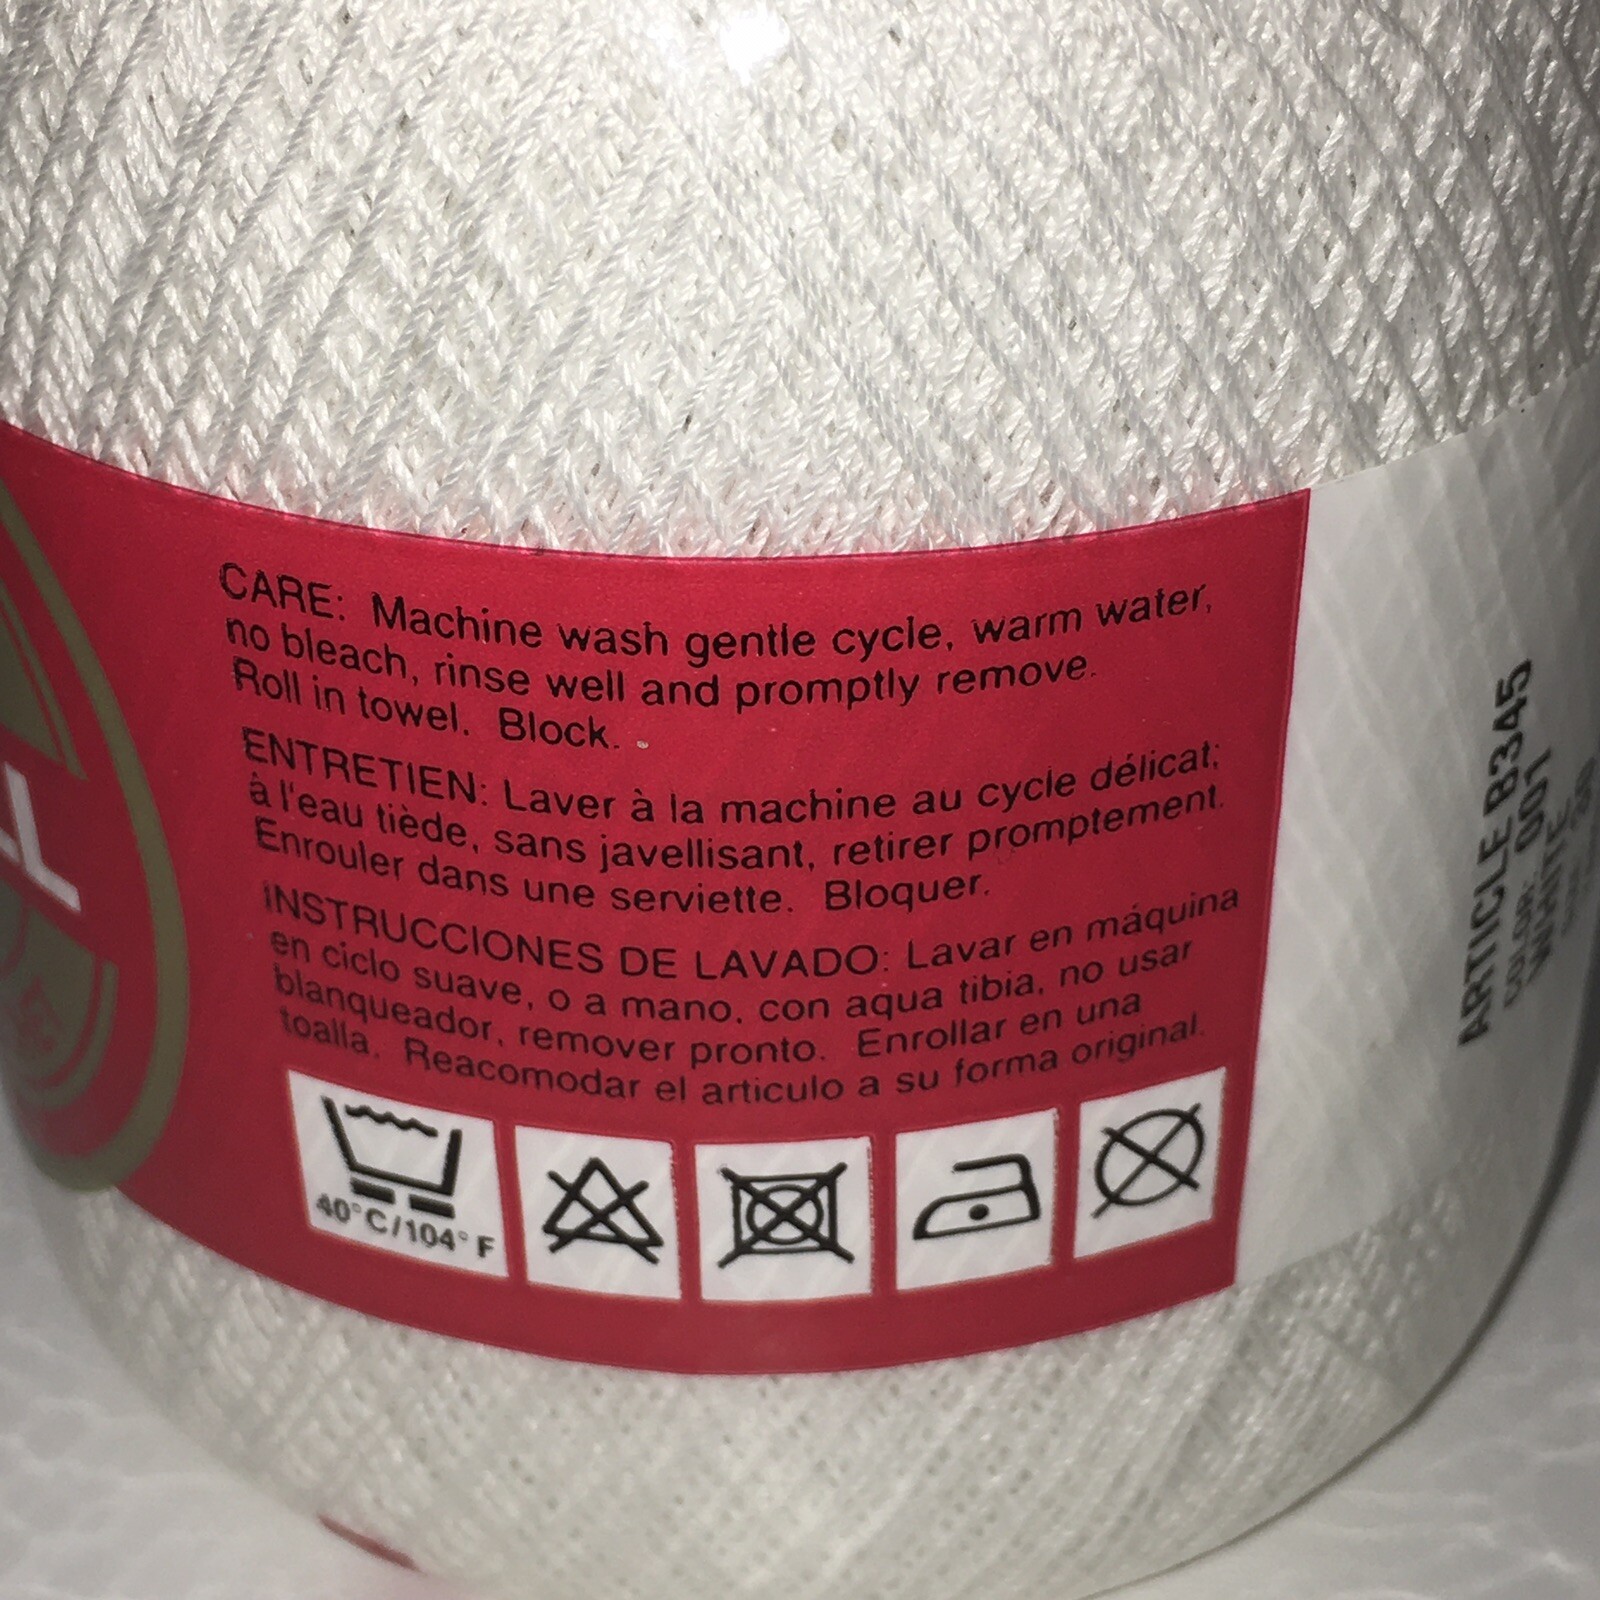 CARE: Machine wash gentle cycle, warm water,
no bleach, rinse well and promptly remove.
Roll in towel. Block.
ENTRETIEN: Laver à la machine au cycle délicat;
à l'eau tiède, sans javellisant, retirer promptement.
Enrouler dans une serviette. Bloquer.
INSTRUCCIONES DE LAVADO: Lavar en máquina
en ciclo suave, o a mano, con aqua tibia, no usar
blanqueador, remover pronto. Enrollar en una
toalla. Reacomodar el articulo a su forma original.
40°C/104°F
ARTICLE B345
COLOR: 001
WHITE